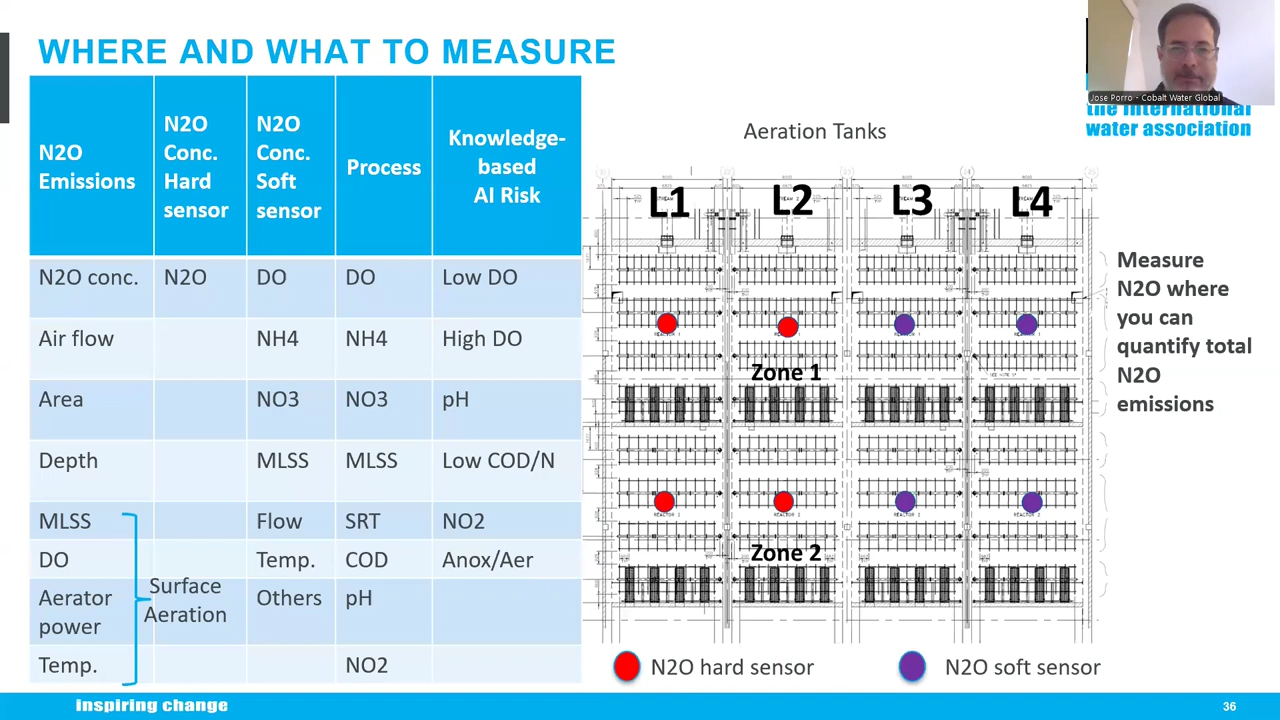 WHERE AND WHAT TO MEASURE
Jose Porro - Cobalt Water Global
the international
water association
N2O
Emissions
N2O
Conc.
Hard
sensor
N2O
Conc.
Soft
sensor
Process
Knowledge-
based
AI Risk
N2O conc.
N2O
DO
DO
Low DO
Air flow
NH4
NH4
High DO
Area
NO3
NO3
pH
Depth
MLSS
MLSS
Low COD/N
MLSS
Flow
SRT
NO2
DO
Temp.
COD
Anox/Aer
Aerator
power
Surface
Aeration
Others
pH
Temp.
NO2
Aeration Tanks
L1
L2
L3
L4
Zone 1
Zone 2
Measure
N2O where
you can
quantify total
N2O
emissions
N2O hard sensor
N2O soft sensor
inspiring change
36